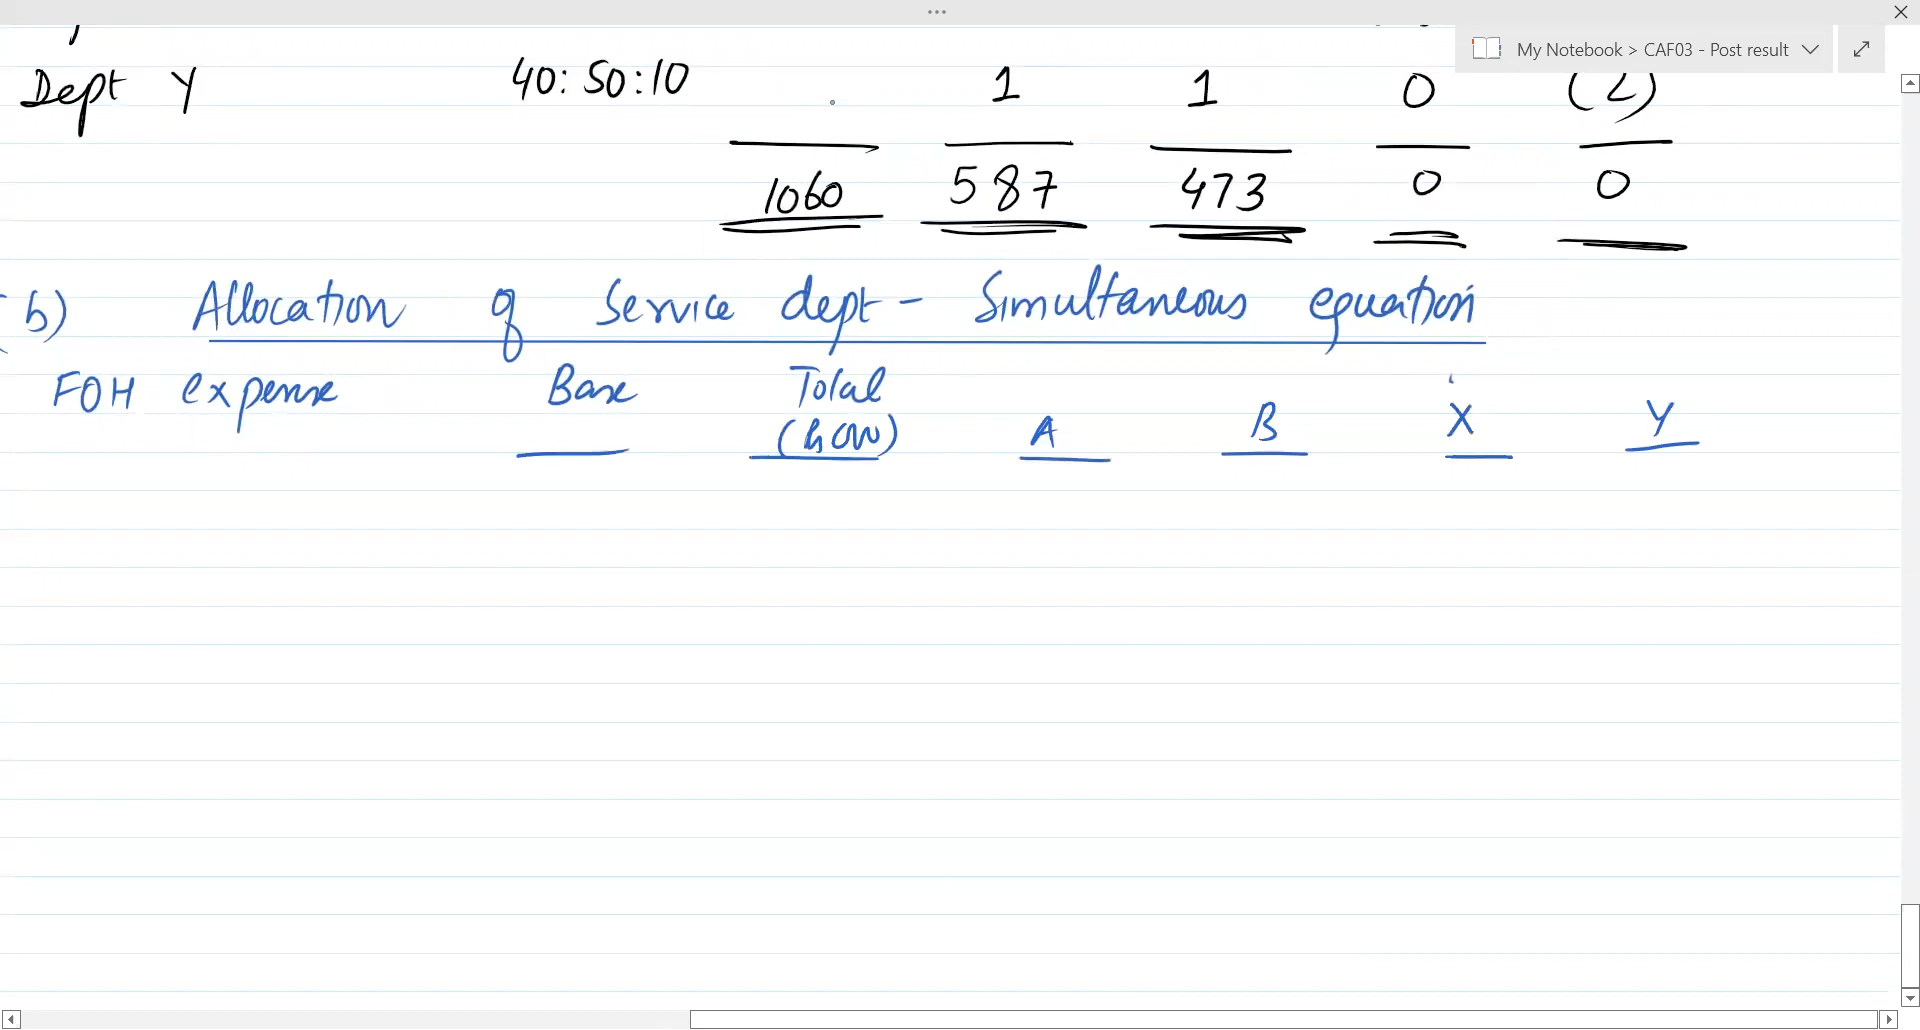 My Notebook > CAF03 - Post result
Dept Y 40:50:10 1 1 0 (2)
1060 587 473 0 0
b) Allocation of Service dept - Simultaneous equation
FOH expense Base Total
A B X Y